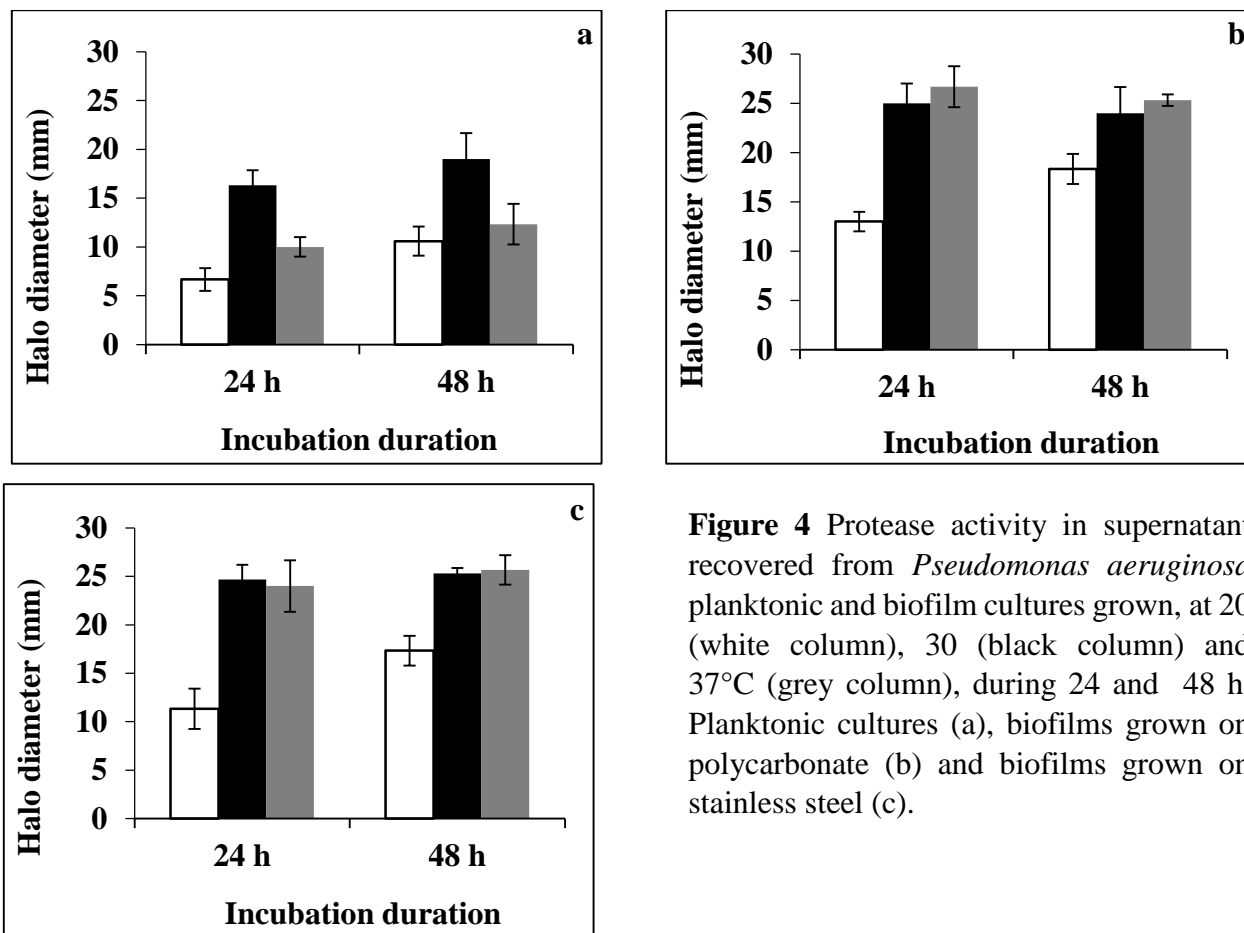 a
30
25
20
15
10
5
0
Halo diameter (mm)
24 h 48 h
Incubation duration
b
30
25
20
15
10
5
0
Halo diameter (mm)
24 h 48 h
Incubation duration
c
30
25
20
15
10
5
0
Halo diameter (mm)
24 h 48 h
Incubation duration
Figure 4 Protease activity in supernatant
recovered from Pseudomonas aeruginosa
planktonic and biofilm cultures grown, at 20
(white column), 30 (black column) and
37°C (grey column), during 24 and 48 h
Planktonic cultures (a), biofilms grown on
polycarbonate (b) and biofilms grown on
stainless steel (c).